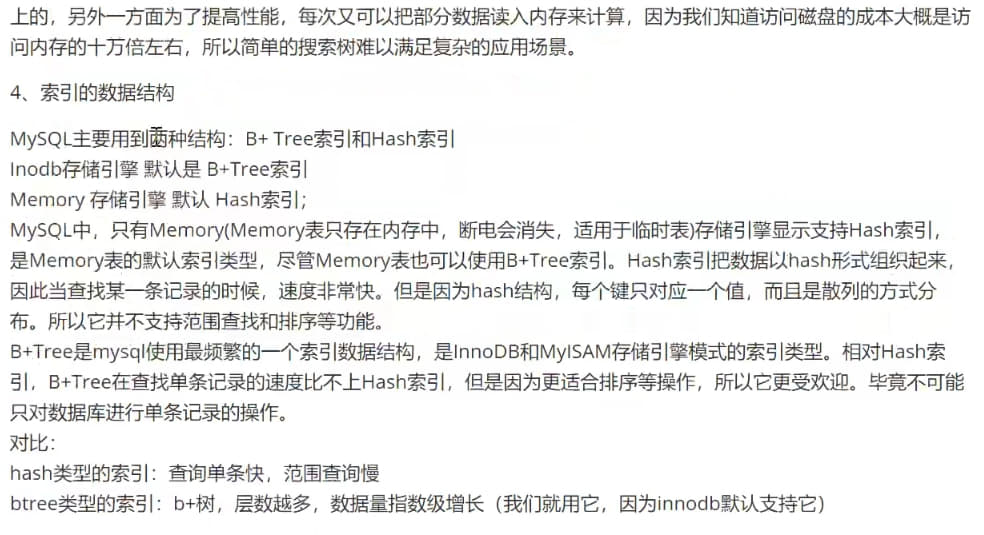 上的，另外一方面为了提高性能，每次又可以把部分数据读入内存来计算，因为我们知道访问磁盘的成本大概是访
问内存的十万倍左右，所以简单的搜索树难以满足复杂的应用场景。
4、索引的数据结构
MySQL主要用到两种结构：B+ Tree索引和Hash索引
Inodb存储引擎 默认是 B+Tree索引
Memory 存储引擎 默认 Hash索引；
MySQL中，只有Memory(Memory表只存在内存中，断电会消失，适用于临时表)存储引擎显示支持Hash索引，
是Memory表的默认索引类型，尽管Memory表也可以使用B+Tree索引。Hash索引把数据以hash形式组织起来，
因此当查找某一条记录的时候，速度非常快。但是因为hash结构，每个键只对应一个值，而且是散列的方式分
布。所以它并不支持范围查找和排序等功能。
B+Tree是mysql使用最频繁的一个索引数据结构，是InnoDB和MyISAM存储引擎模式的索引类型。相对Hash索
引，B+Tree在查找单条记录的速度比不上Hash索引，但是因为更适合排序等操作，所以它更受欢迎。毕竟不可能
只对数据库进行单条记录的操作。
对比：
hash类型的索引：查询单条快，范围查询慢
btree类型的索引：b+树，层数越多，数据量指数级增长（我们就用它，因为innodb默认支持它）